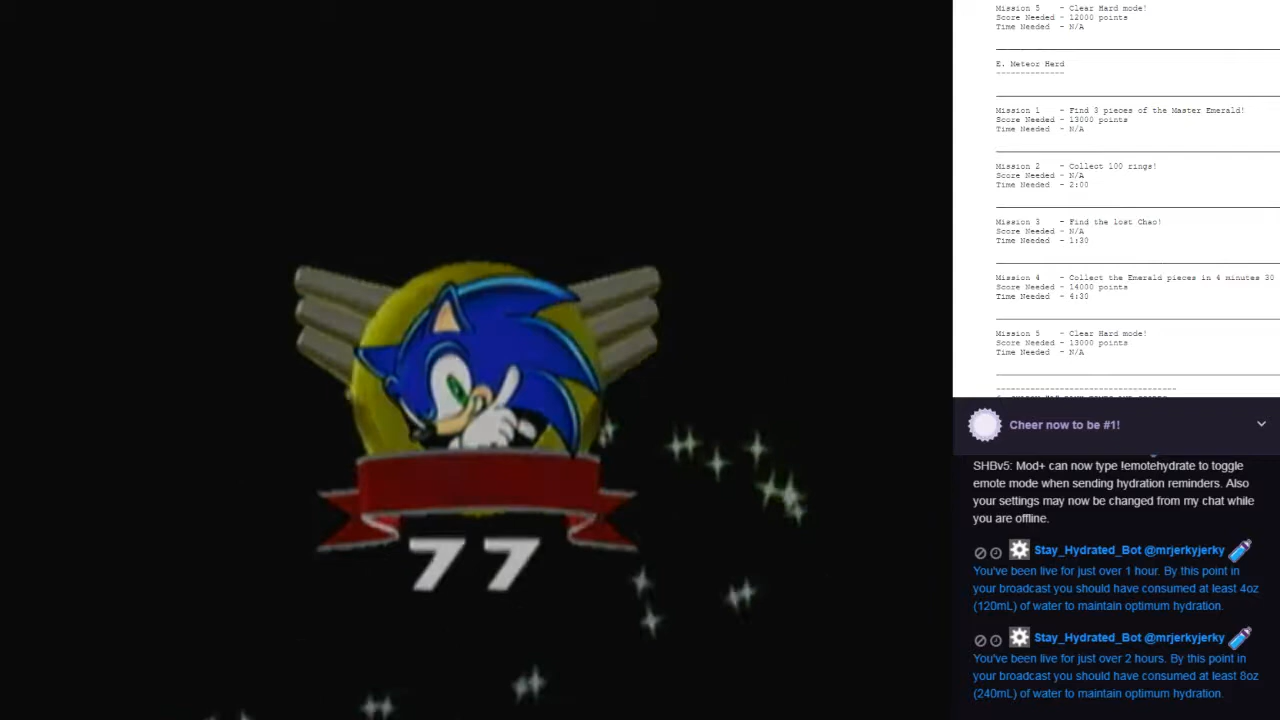 77
Mission 5 - Clear Hard mode!
Score Needed - 12000 points
Time Needed - N/A
E. Meteor Herd
--------------
Mission 1 - Find 3 pieces of the Master Emerald!
Score Needed - 13000 points
Time Needed - N/A
Mission 2 - Collect 100 rings!
Score Needed - N/A
Time Needed - 2:00
Mission 3 - Find the lost Chao!
Score Needed - N/A
Time Needed - 1:30
Mission 4 - Collect the Emerald pieces in 4 minutes 30
Score Needed - 14000 points
Time Needed - 4:30
Mission 5 - Clear Hard mode!
Score Needed - 13000 points
Time Needed - N/A
Cheer now to be #1!
SHBv5: Mod+ can now type !emotehydrate to toggle
emote mode when sending hydration reminders. Also
your settings may now be changed from my chat while
you are offline.
Stay_Hydrated_Bot @mrjerkyjerky
You've been live for just over 1 hour. By this point in
your broadcast you should have consumed at least 4oz
(120mL) of water to maintain optimum hydration.
Stay_Hydrated_Bot @mrjerkyjerky
You've been live for just over 2 hours. By this point in
your broadcast you should have consumed at least 8oz
(240mL) of water to maintain optimum hydration.